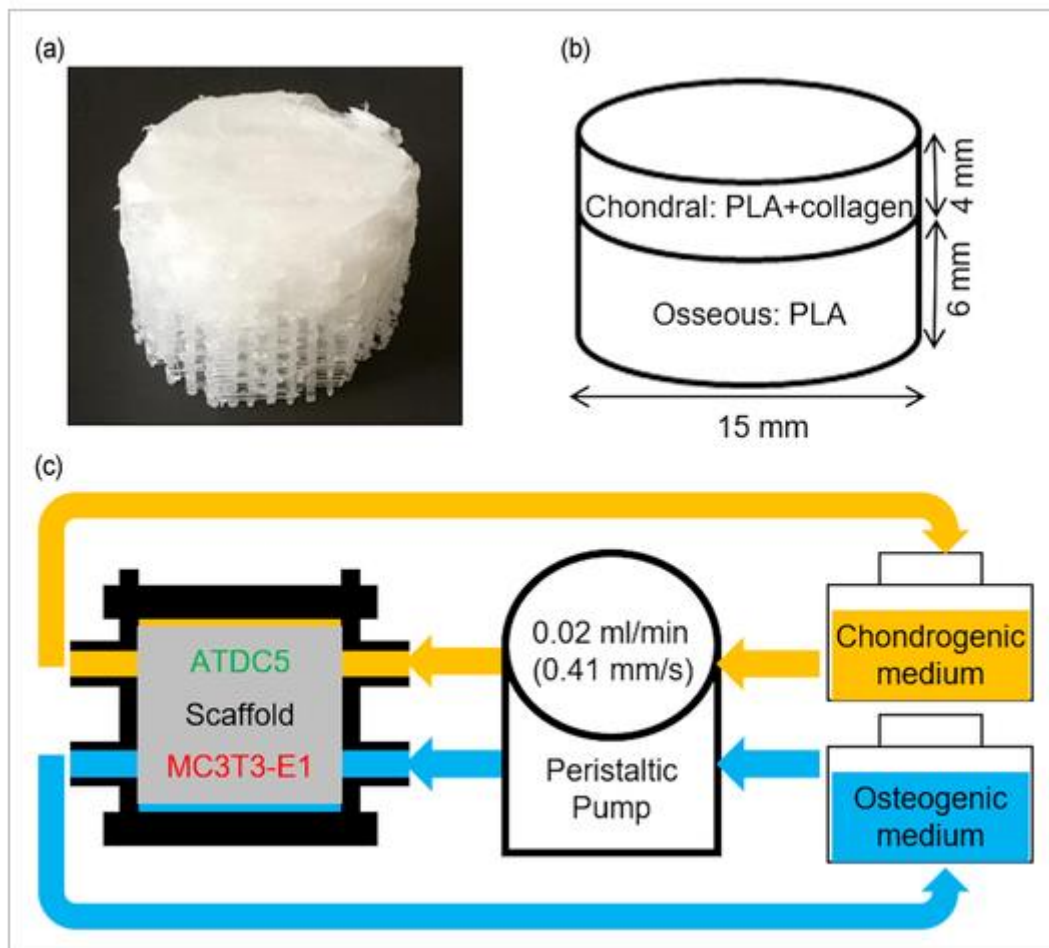 (a)
(b)
Chondral: PLA+collagen
4 mm
Osseous: PLA
6 mm
15 mm
(c)
ATDC5
Scaffold
MC3T3-E1
0.02 ml/min
(0.41 mm/s)
Peristaltic
Pump
Chondrogenic
medium
Osteogenic
medium